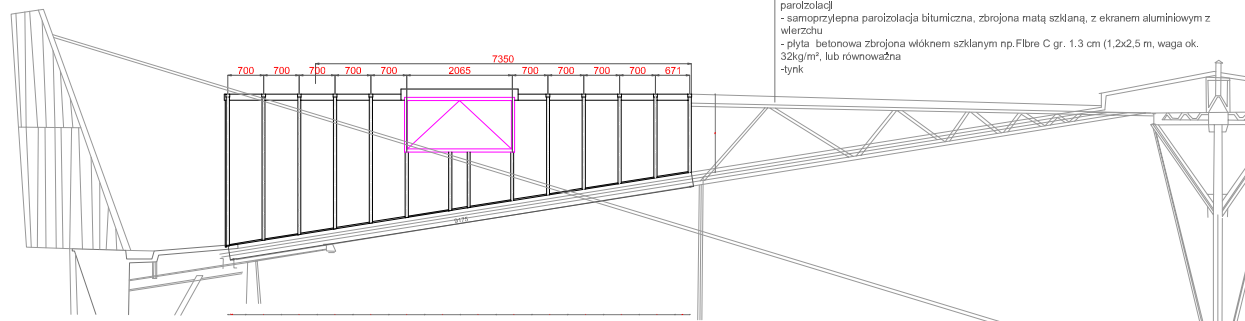 paroizolacji
- samoprzylepna paroizolacja bitumiczna, zbrojona matą szklaną, z ekranem aluminiowym z
wierzchu
- płyta betonowa zbrojona włóknem szklanym np.Fibre C gr. 1.3 cm (1,2x2,5 m, waga ok.
32kg/m², lub równoważna
-tynk
7350
700 700 700 700 700 2065 700 700 700 700 671
9175